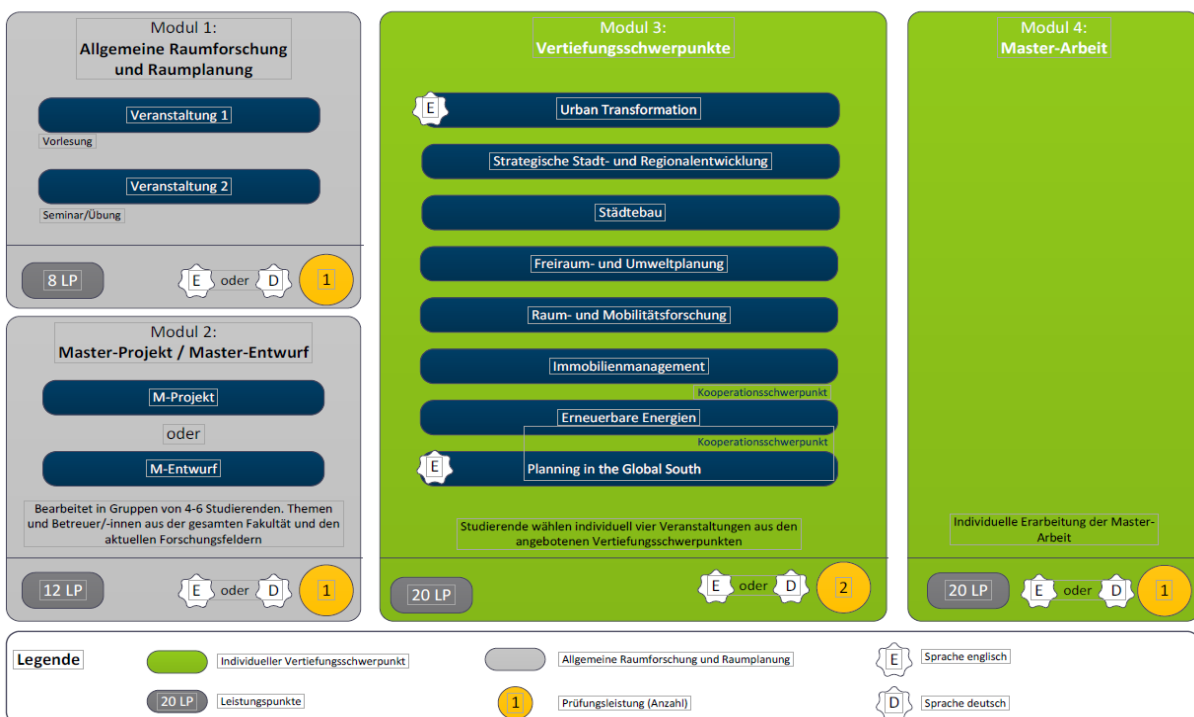 Modul 1:
Allgemeine Raumforschung
und Raumplanung
Veranstaltung 1
Vorlesung
Veranstaltung 2
Seminar/Übung
8 LP
E oder D
1
Modul 2:
Master-Projekt / Master-Entwurf
M-Projekt
oder
M-Entwurf
Bearbeitet in Gruppen von 4-6 Studierenden. Themen
und Betreuer/-innen aus der gesamten Fakultät und den
aktuellen Forschungsfeldern
12 LP
E oder D
1
Modul 3:
Vertiefungsschwerpunkte
E
Urban Transformation
Strategische Stadt- und Regionalentwicklung
Städtebau
Freiraum- und Umweltplanung
Raum- und Mobilitätsforschung
Immobilienmanagement
Kooperationsschwerpunkt
Erneuerbare Energien
Kooperationsschwerpunkt
E
Planning in the Global South
Studierende wählen individuell vier Veranstaltungen aus den
angebotenen Vertiefungsschwerpunkten
20 LP
E oder D
2
Modul 4:
Master-Arbeit
Individuelle Erarbeitung der Master-
Arbeit
20 LP
E oder D
1
Legende
Individueller Vertiefungsschwerpunkt
Allgemeine Raumforschung und Raumplanung
E
Sprache englisch
20 LP
Leistungspunkte
1
Prüfungsleistung (Anzahl)
D
Sprache deutsch